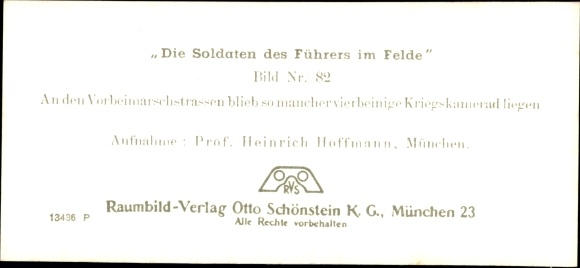 „Die Soldaten des Führers im Felde"
Bild Nr. 82
An den Vorbeimarschstrassen blieb so mancher vierbeinige Kriegskamerad liegen
Aufnahme : Prof. Heinrich Hoffmann, München.
RVS
Raumbild-Verlag Otto Schönstein K. G., München 23
13436 P
Alle Rechte vorbehalten